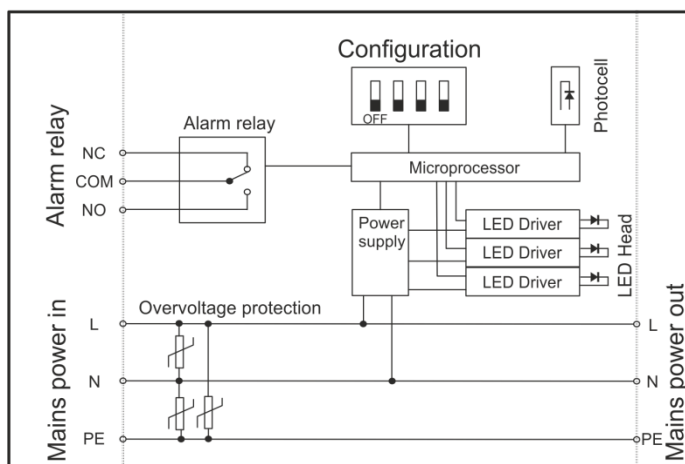 Configuration
OFF
Photocell
Alarm relay
Alarm relay
NC
COM
NO
Microprocessor
Power
supply
LED Driver
LED Driver
LED Driver
LED Head
Overvoltage protection
Mains power in
L
N
PE
Mains power out
L
N
PE